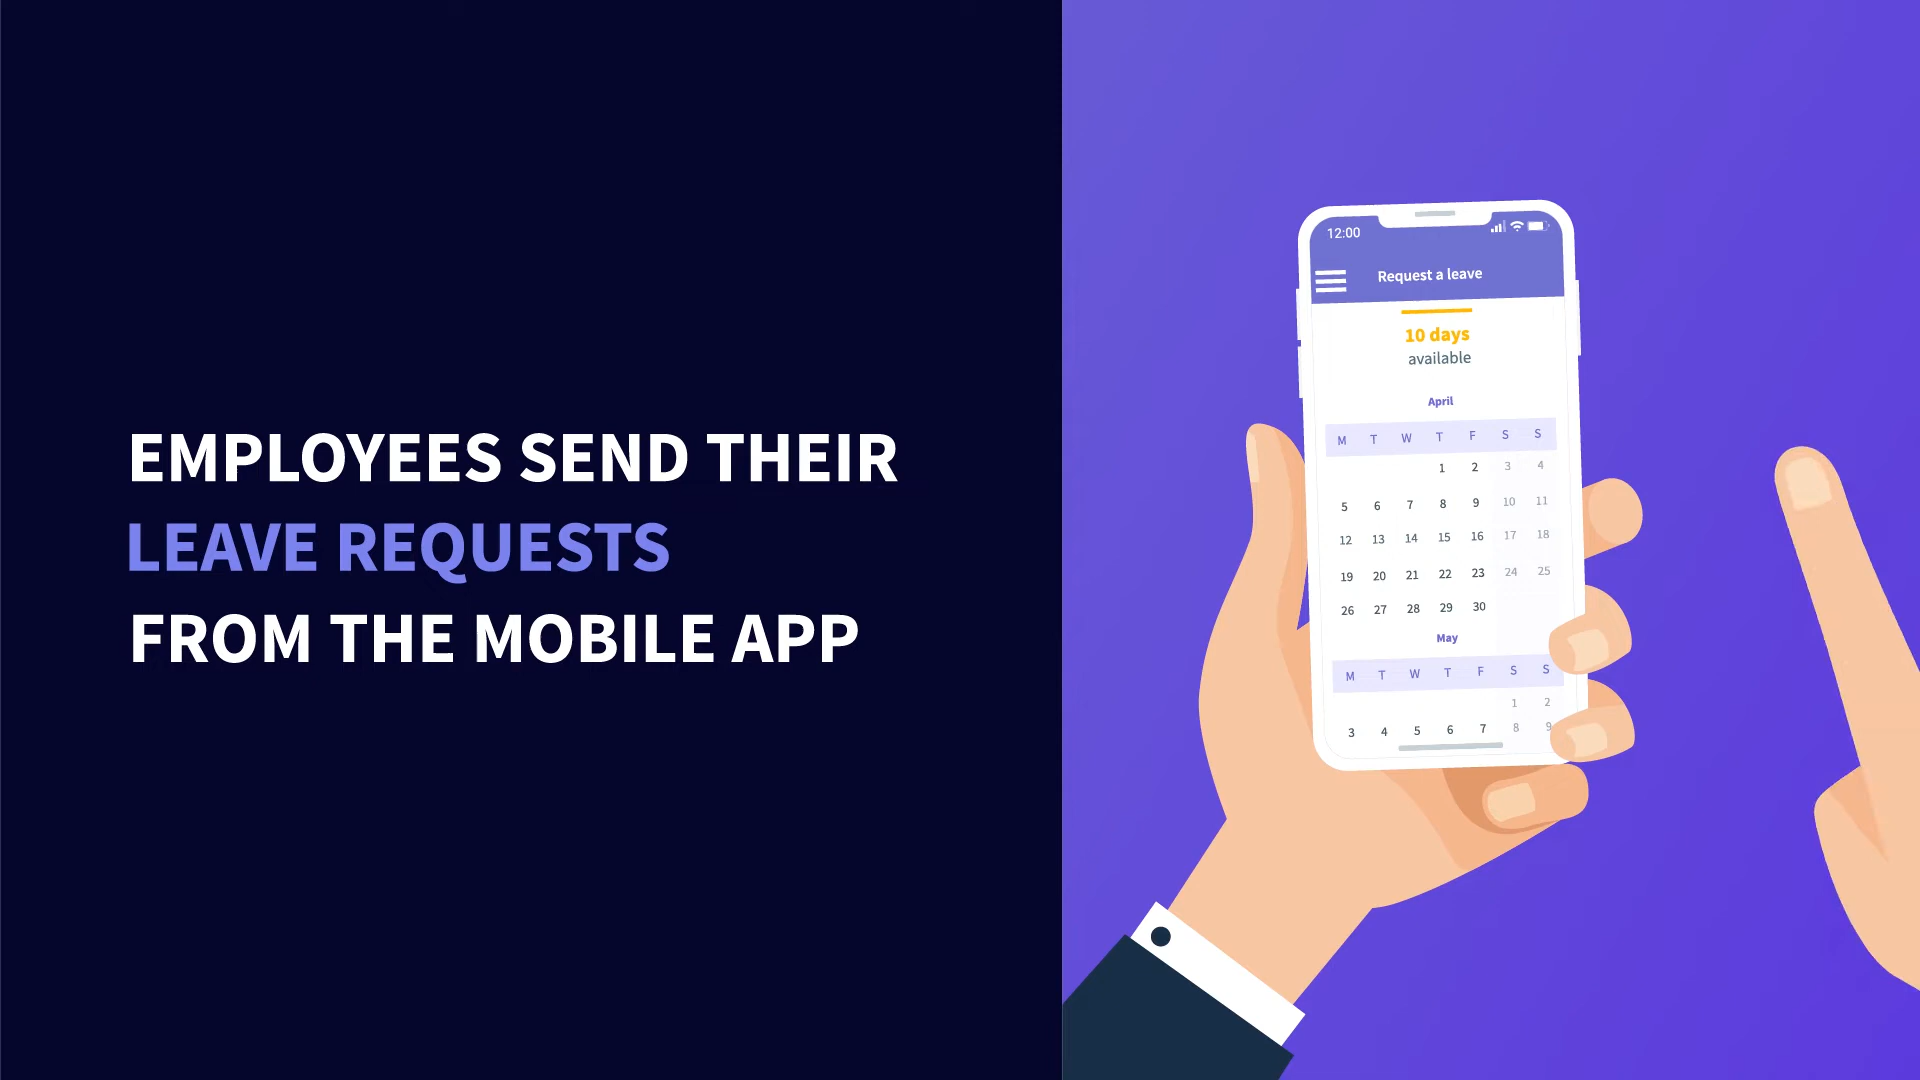 EMPLOYEES SEND THEIR
LEAVE REQUESTS
FROM THE MOBILE APP
12:00
Request a leave
10 days
available
April
M T W T F S S
1 2 3 4
5 6 7 8 9 10 11
12 13 14 15 16 17 18
19 20 21 22 23 24 25
26 27 28 29 30
May
M T W T F S S
1 2
3 4 5 6 7 8 9